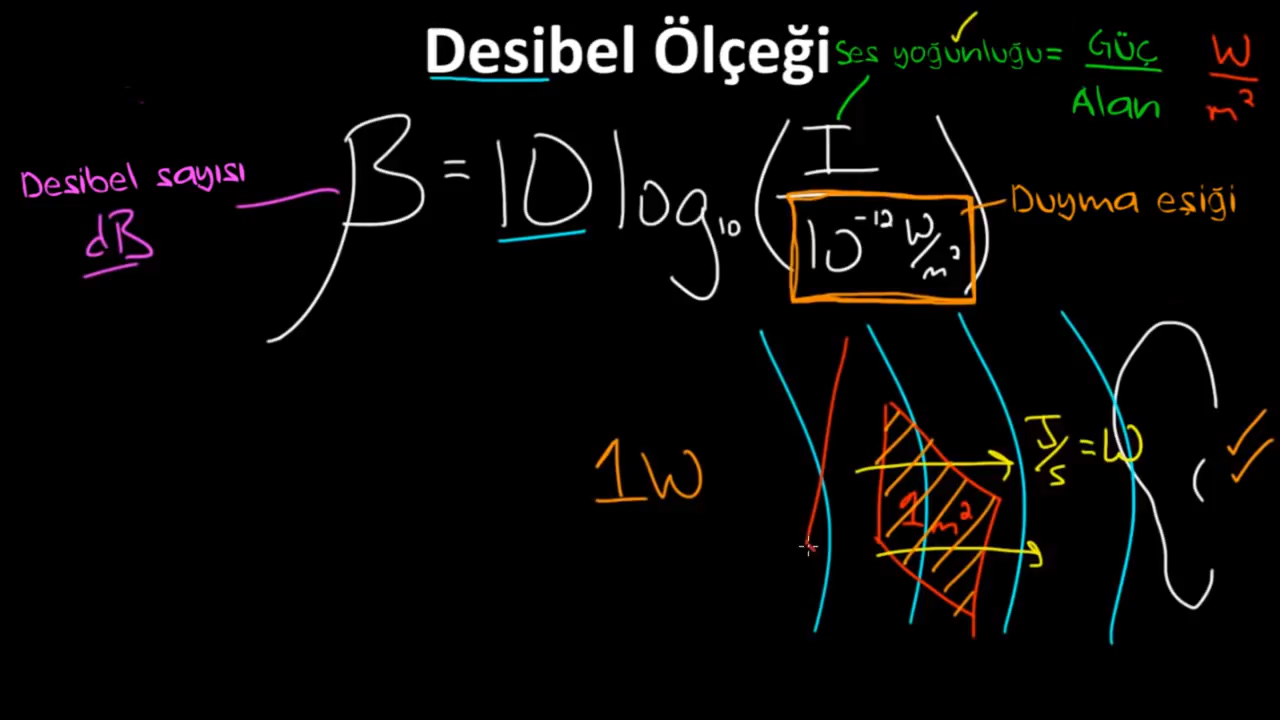 Desibel Ölçeği
Ses yoğunluğu = Güç / Alan W / m²
Desibel sayısı
dB
β = 10 log₁₀ ( I / 10⁻¹² W/m² )
Duyma eşiği
J/s = W
1W
1 m²